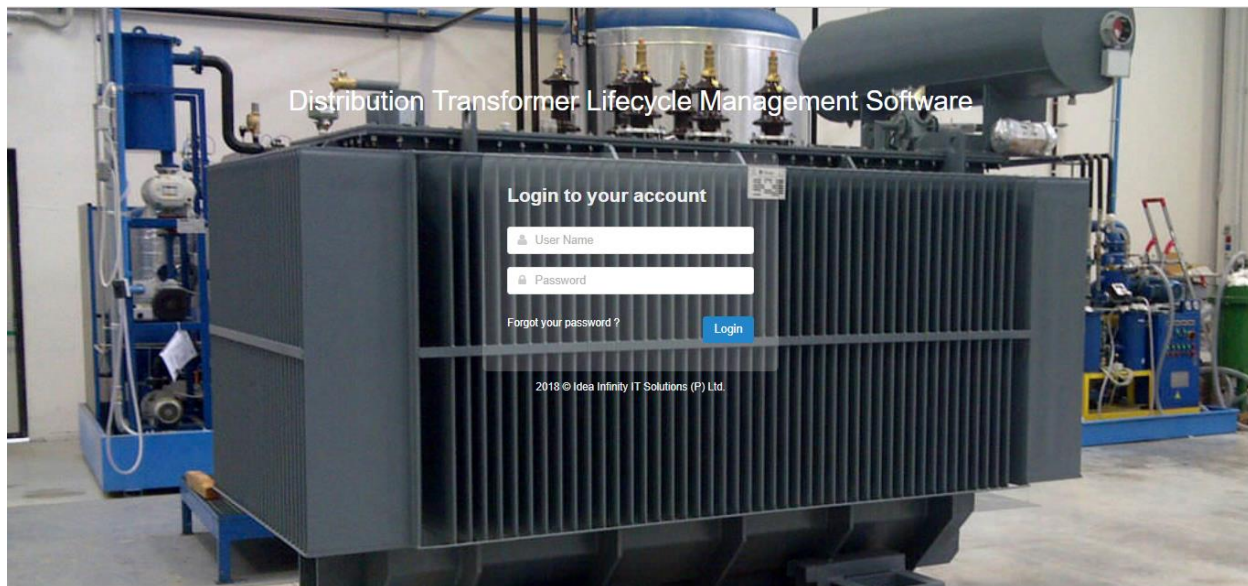 Distribution Transformer Lifecycle Management Software
Login to your account
User Name
Password
Forgot your password ?
Login
2018 © Idea Infinity IT Solutions (P) Ltd.